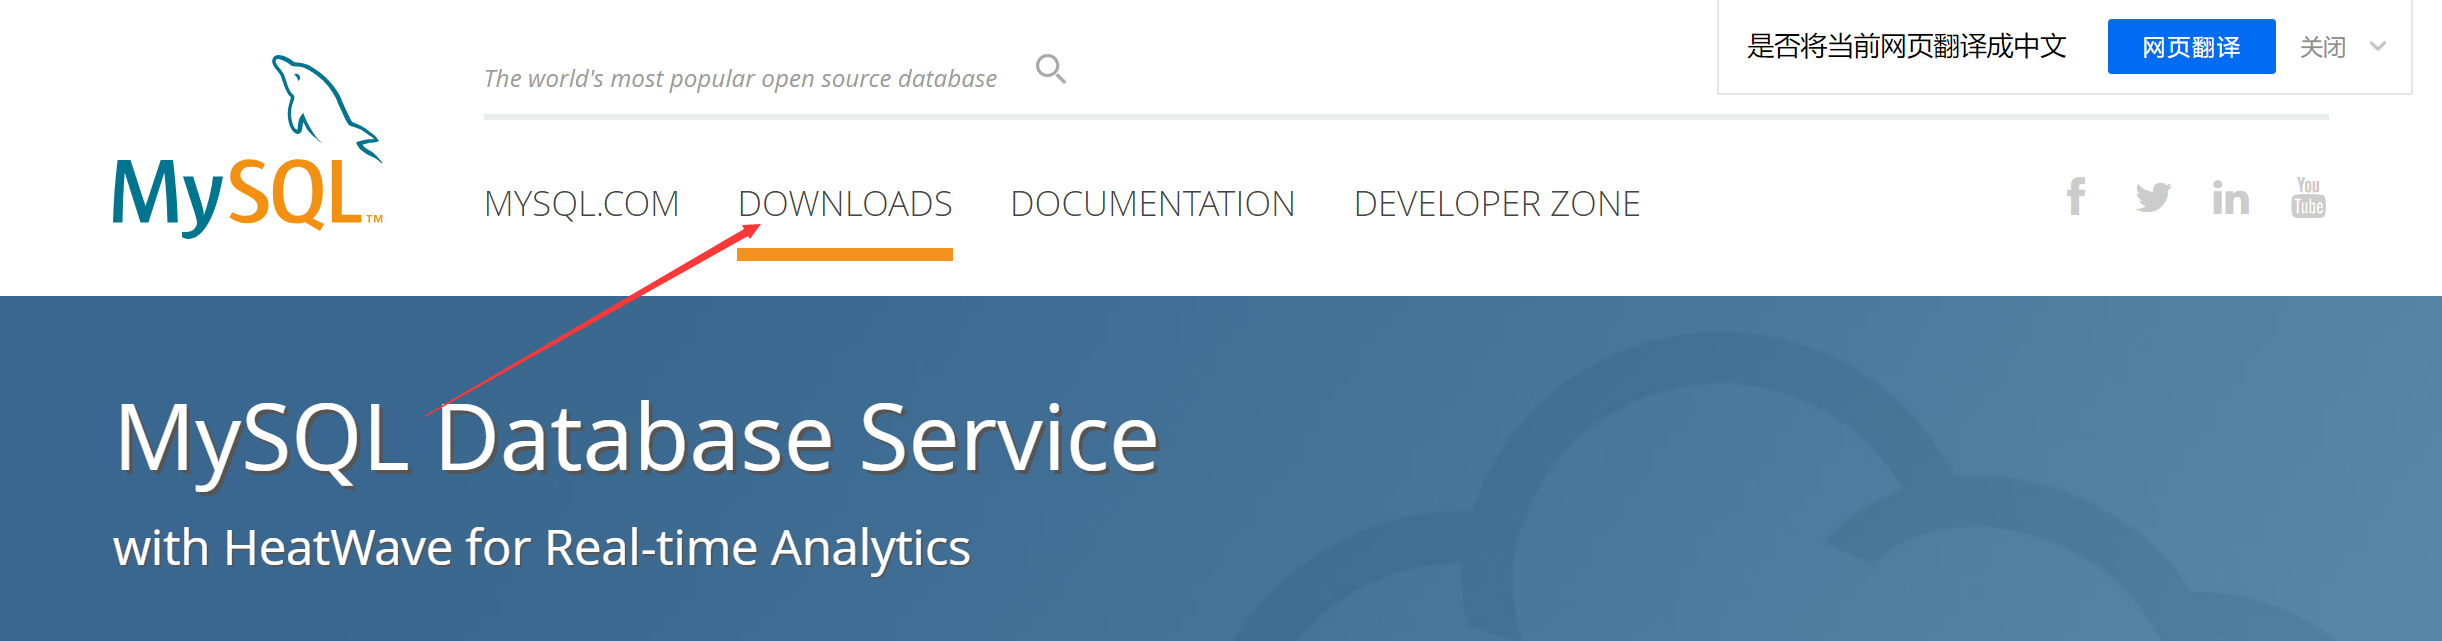 The world's most popular open source database
是否将当前网页翻译成中文
网页翻译
关闭
MySQL™
MYSQL.COM
DOWNLOADS
DOCUMENTATION
DEVELOPER ZONE
f
in
You
Tube
MySQL Database Service
with HeatWave for Real-time Analytics